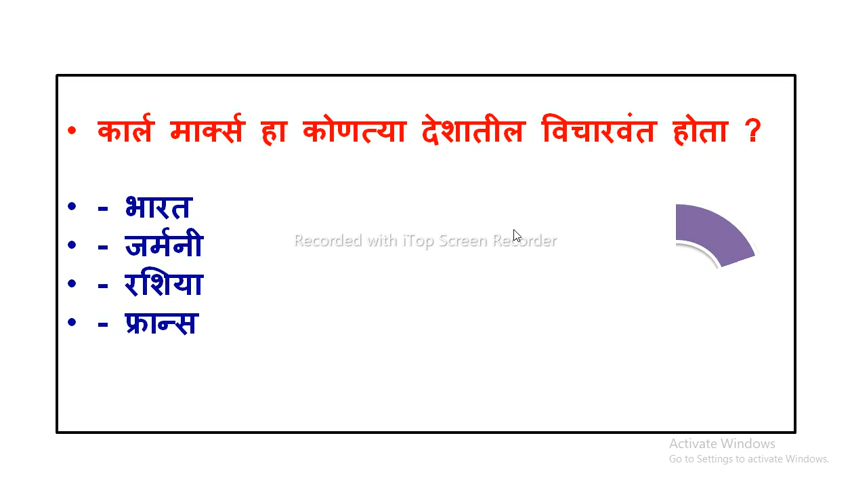 • कार्ल मार्क्स हा कोणत्या देशातील विचारवंत होता ?
• - भारत
• - जर्मनी
Recorded with iTop Screen Recorder
• - रशिया
• - फ्रान्स
Activate Windows
Go to Settings to activate Windows.